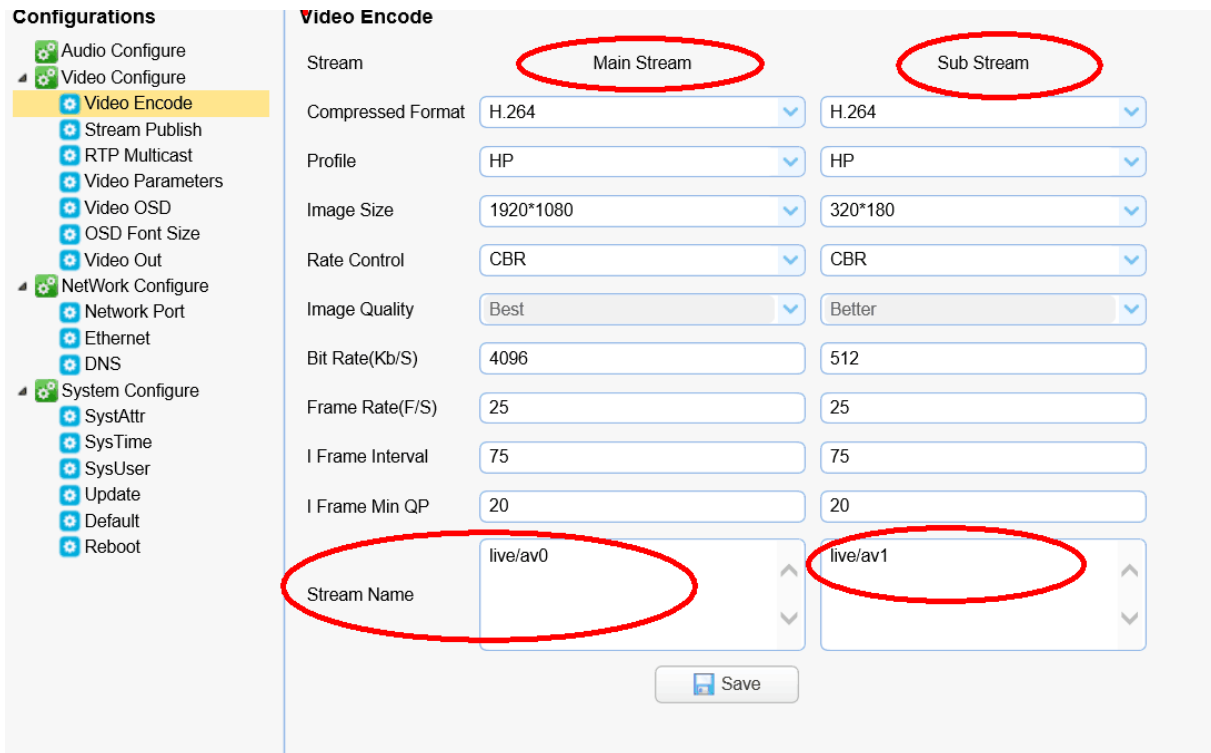 Configurations
Audio Configure
Video Configure
Video Encode
Stream Publish
RTP Multicast
Video Parameters
Video OSD
OSD Font Size
Video Out
NetWork Configure
Network Port
Ethernet
DNS
System Configure
SystAttr
SysTime
SysUser
Update
Default
Reboot
Video Encode
Stream Main Stream Sub Stream
Compressed Format H.264 H.264
Profile HP HP
Image Size 1920*1080 320*180
Rate Control CBR CBR
Image Quality Best Better
Bit Rate(Kb/S) 4096 512
Frame Rate(F/S) 25 25
I Frame Interval 75 75
I Frame Min QP 20 20
Stream Name live/av0 live/av1
Save